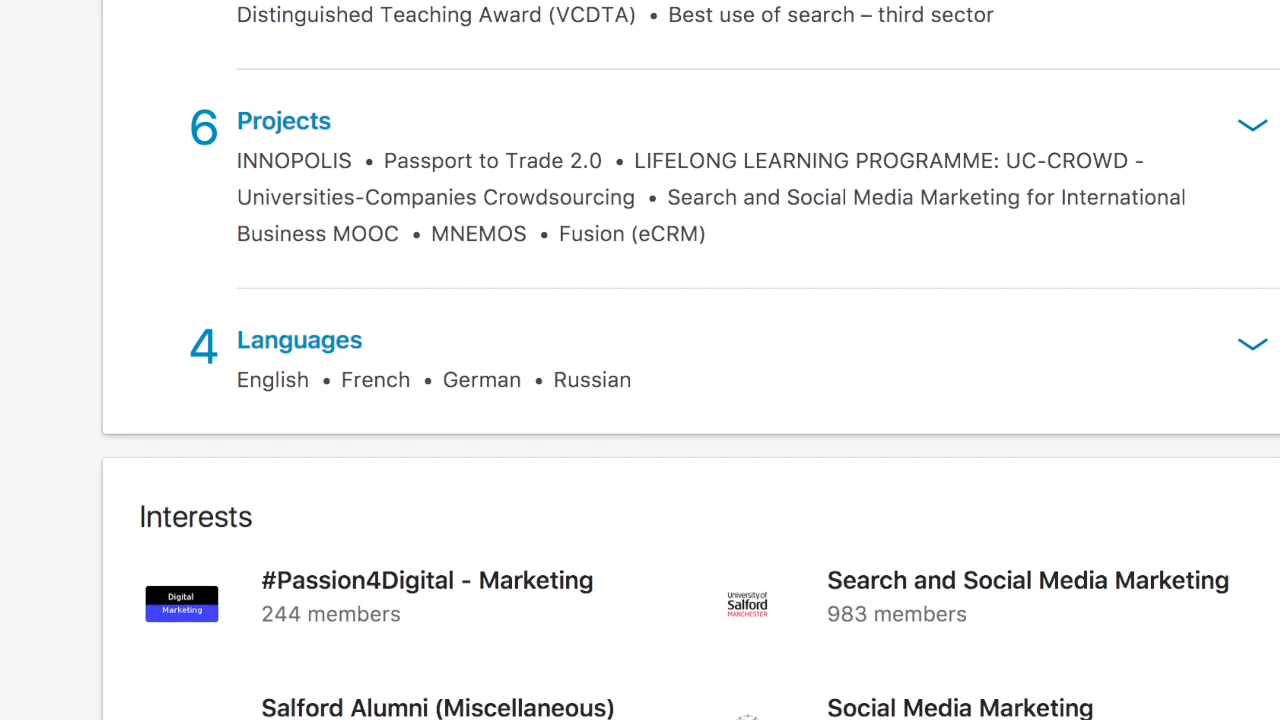 Distinguished Teaching Award (VCDTA) • Best use of search – third sector
6 Projects
INNOPOLIS • Passport to Trade 2.0 • LIFELONG LEARNING PROGRAMME: UC-CROWD -
Universities-Companies Crowdsourcing • Search and Social Media Marketing for International
Business MOOC • MNEMOS • Fusion (eCRM)
4 Languages
English • French • German • Russian
Interests
#Passion4Digital - Marketing
244 members
Digital
Marketing
Search and Social Media Marketing
983 members
University of
Salford
MANCHESTER
Salford Alumni (Miscellaneous)
Social Media Marketing